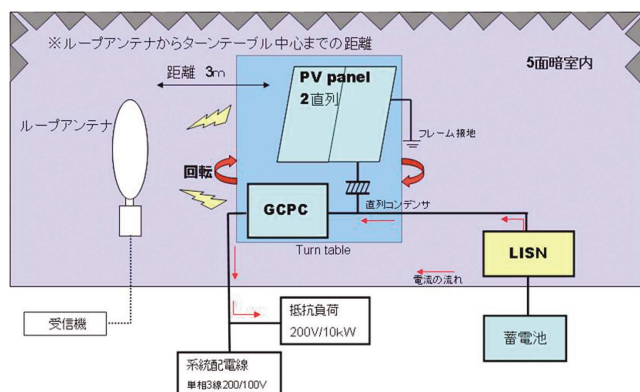 ※ループアンテナからターンテーブル中心までの距離
5面暗室内
距離 3m
PV panel
2直列
ループアンテナ
フレーム接地
回転
直列コンデンサ
GCPC
Turn table
LISN
電流の流れ
受信機
抵抗負荷
200V/10kW
蓄電池
系統配電線
単相3線200/100V